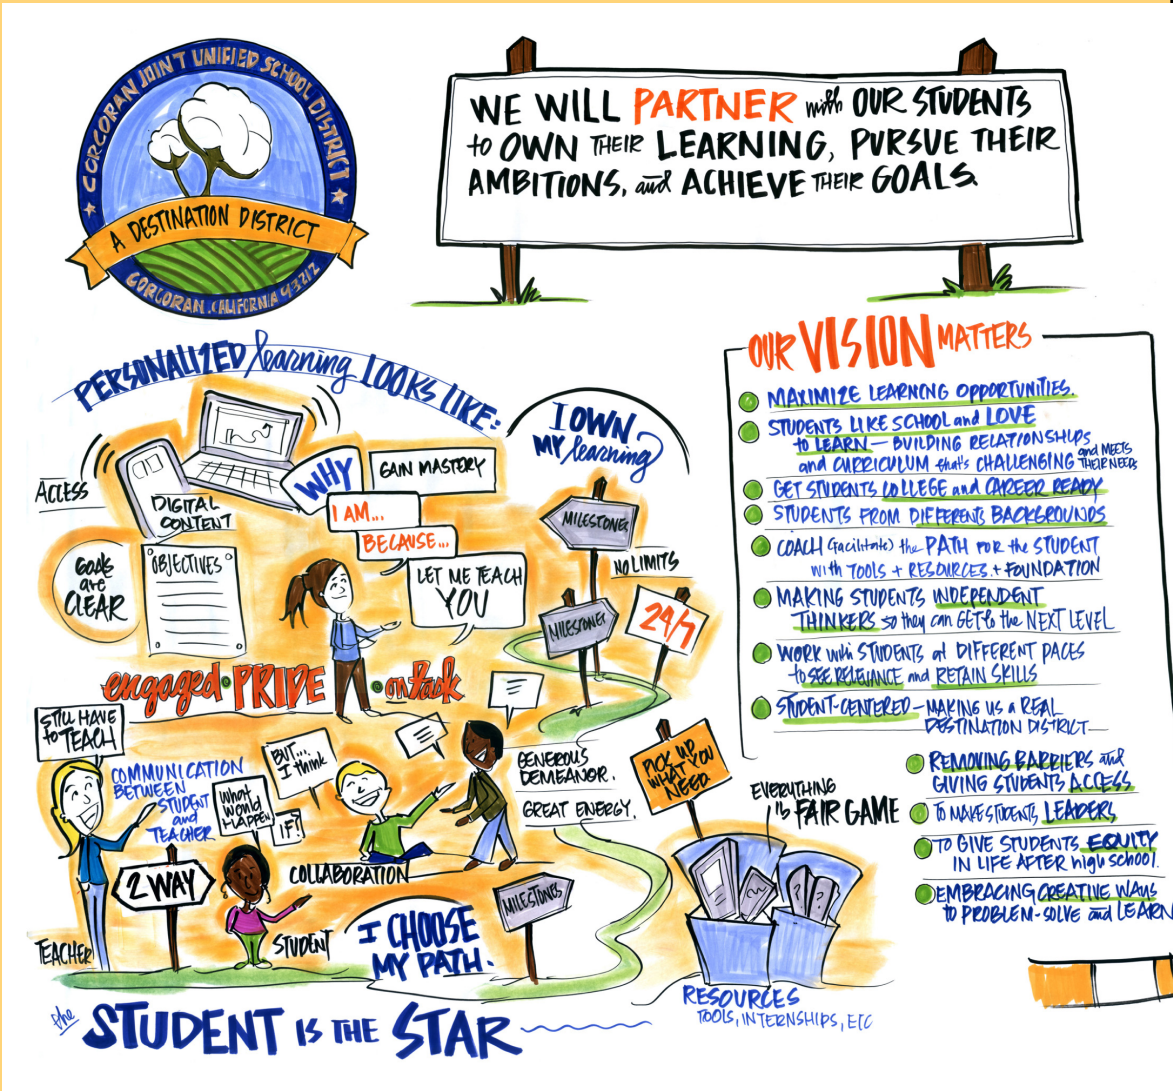 CORCORAN JOINT UNIFIED SCHOOL DISTRICT
A DESTINATION DISTRICT
CORCORAN, CALIFORNIA 93212
WE WILL PARTNER with OUR STUDENTS
to OWN THEIR LEARNING, PURSUE THEIR
AMBITIONS, and ACHIEVE THEIR GOALS.
PERSONALIZED learning LOOKS LIKE:
ACCESS
DIGITAL
CONTENT
WHY
GAIN MASTERY
I AM...
BECAUSE...
LET ME TEACH
YOU
GOALS
are
CLEAR
OBJECTIVES
engaged • PRIDE • on task
I OWN
MY learning
MILESTONES
NO LIMITS
MILESTONES
24/7
STILL HAVE
to TEACH
COMMUNICATION
BETWEEN
STUDENT
and
TEACHER
BUT...
I think
What
would
HAPPEN
IF?
2 WAY
TEACHER
STUDENT
COLLABORATION
GENEROUS
DEMEANOR.
GREAT ENERGY.
I CHOOSE
MY PATH.
MILESTONES
PICK UP
WHAT YOU
NEED
EVERYTHING
is FAIR GAME
? ?
RESOURCES
TOOLS, INTERNSHIPS, ETC
the STUDENT IS THE STAR
OUR VISION MATTERS
MAXIMIZE LEARNING OPPORTUNITIES.
STUDENTS LIKE SCHOOL and LOVE
to LEARN — BUILDING RELATIONSHIPS
and CURRICULUM that's CHALLENGING and MEETS THEIR NEEDS
GET STUDENTS COLLEGE and CAREER READY
STUDENTS FROM DIFFERENT BACKGROUNDS
COACH (facilitate) the PATH FOR the STUDENT
with TOOLS + RESOURCES + FOUNDATION
MAKING STUDENTS INDEPENDENT
THINKERS so they can GET to the NEXT LEVEL
WORK with STUDENTS at DIFFERENT PACES
to SEE RELEVANCE and RETAIN SKILLS
STUDENT-CENTERED — MAKING US a REAL
DESTINATION DISTRICT
REMOVING BARRIERS and
GIVING STUDENTS ACCESS
TO MAKE STUDENTS LEADERS
TO GIVE STUDENTS EQUITY
IN LIFE AFTER high school.
EMBRACING CREATIVE WAYS
to PROBLEM-SOLVE and LEARN